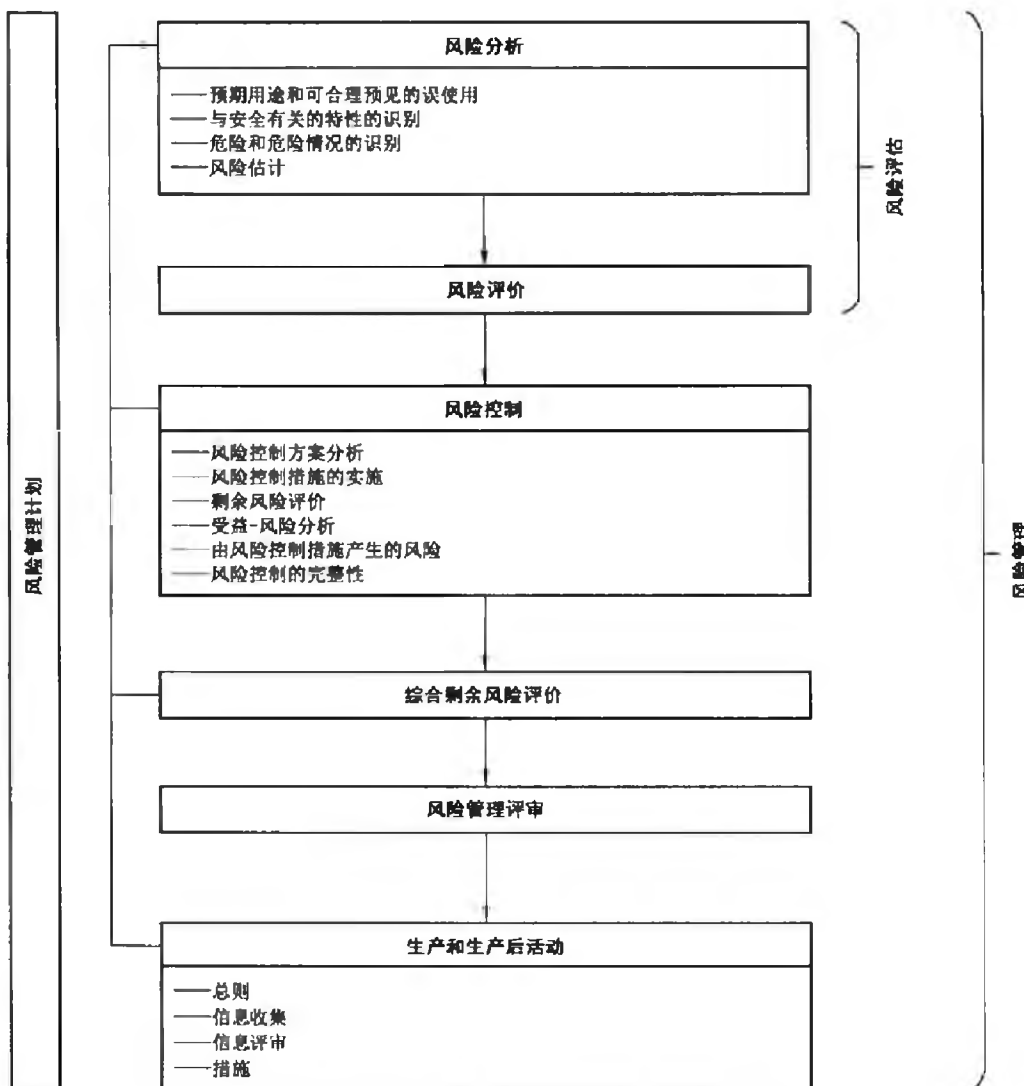 风险分析
——预期用途和可合理预见的误使用
——与安全有关的特性的识别
——危险和危险情况的识别
——风险估计
风险评价
风险评估
风险控制
——风险控制方案分析
——风险控制措施的实施
——剩余风险评价
——受益-风险分析
——由风险控制措施产生的风险
——风险控制的完整性
风险管理计划
风险管理
综合剩余风险评价
风险管理评审
生产和生产后活动
——总则
——信息收集
——信息评审
——措施